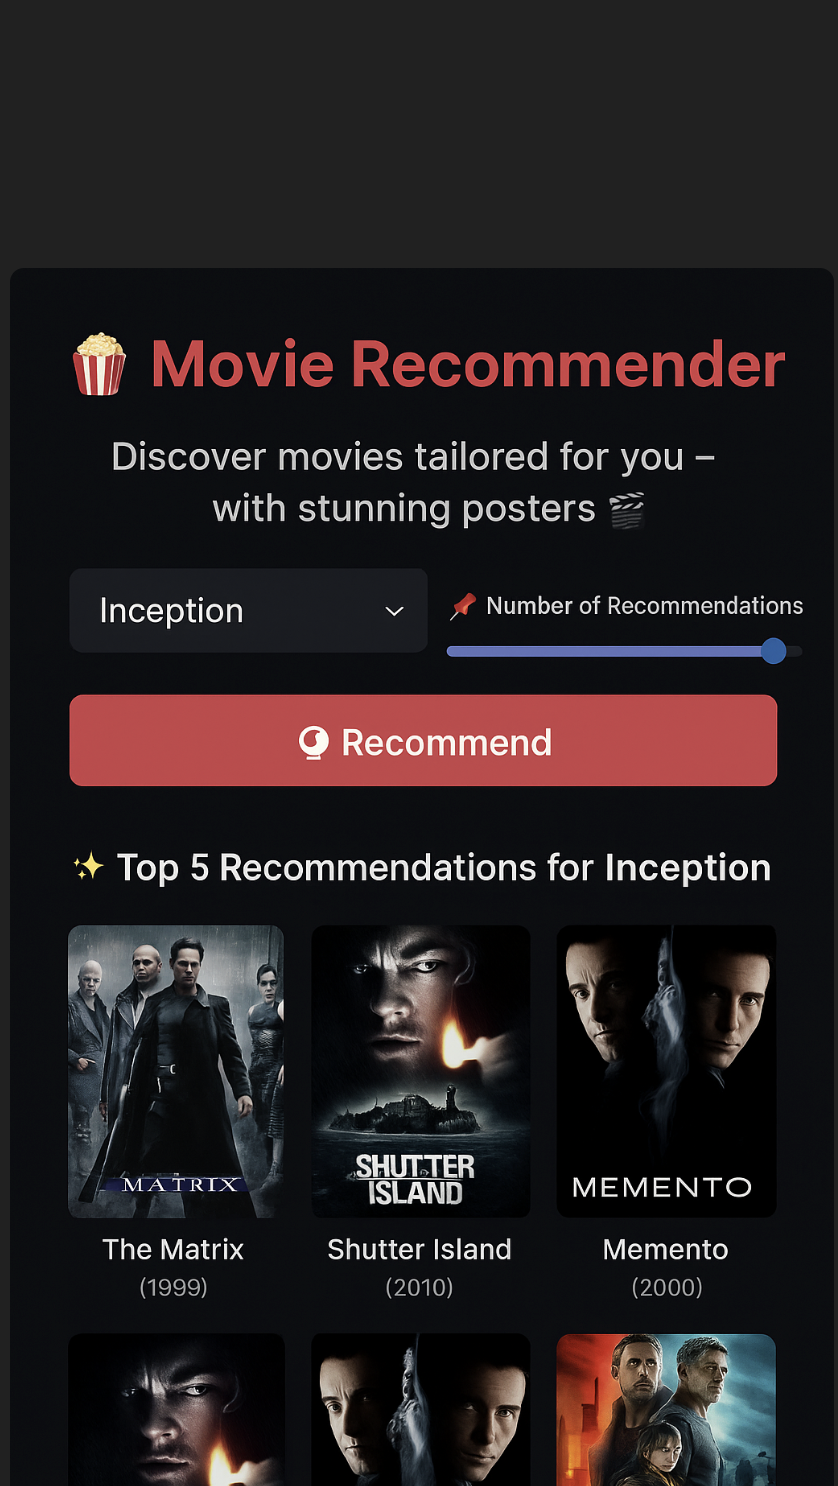 Movie Recommender
Discover movies tailored for you –
with stunning posters
Inception
Number of Recommendations
Recommend
Top 5 Recommendations for Inception
MATRIX
SHUTTER
ISLAND
MEMENTO
The Matrix
Shutter Island
Memento
(1999)
(2010)
(2000)